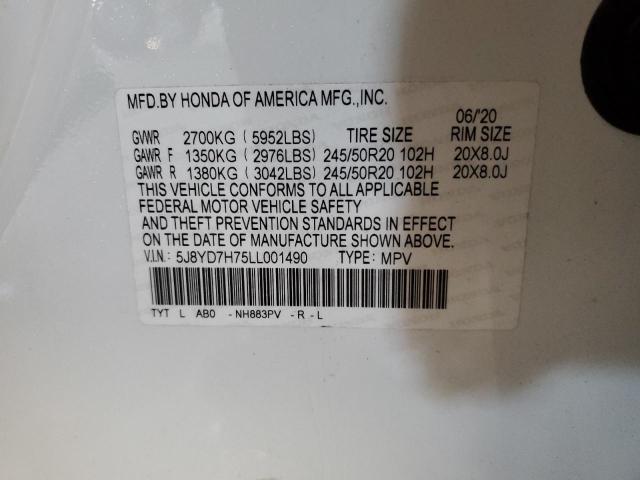 MFD.BY HONDA OF AMERICA MFG.,INC.
06/'20
GVWR 2700KG ( 5952LBS) TIRE SIZE RIM SIZE
GAWR F 1350KG ( 2976LBS) 245/50R20 102H 20X8.0J
GAWR R 1380KG ( 3042LBS) 245/50R20 102H 20X8.0J
THIS VEHICLE CONFORMS TO ALL APPLICABLE
FEDERAL MOTOR VEHICLE SAFETY
AND THEFT PREVENTION STANDARDS IN EFFECT
ON THE DATE OF MANUFACTURE SHOWN ABOVE.
V.I.N.: 5J8YD7H75LL001490 TYPE: MPV
TYT L AB0 - NH883PV - R - L